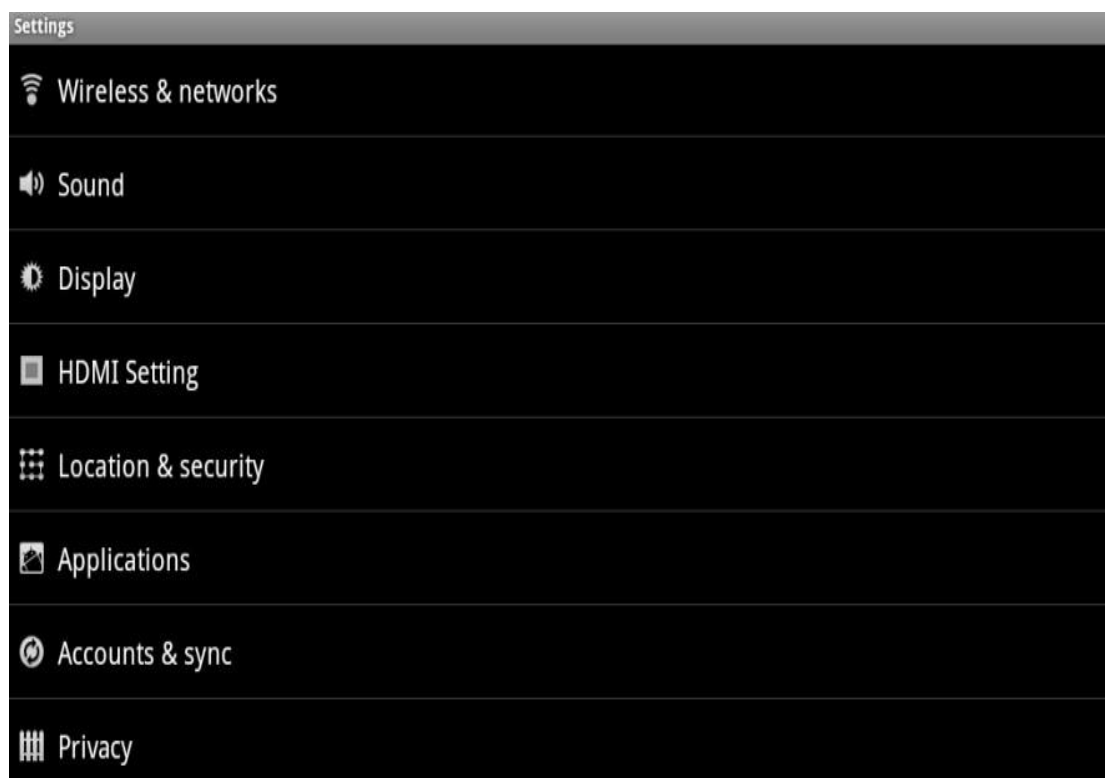 Settings
Wireless & networks
Sound
Display
HDMI Setting
Location & security
Applications
Accounts & sync
Privacy